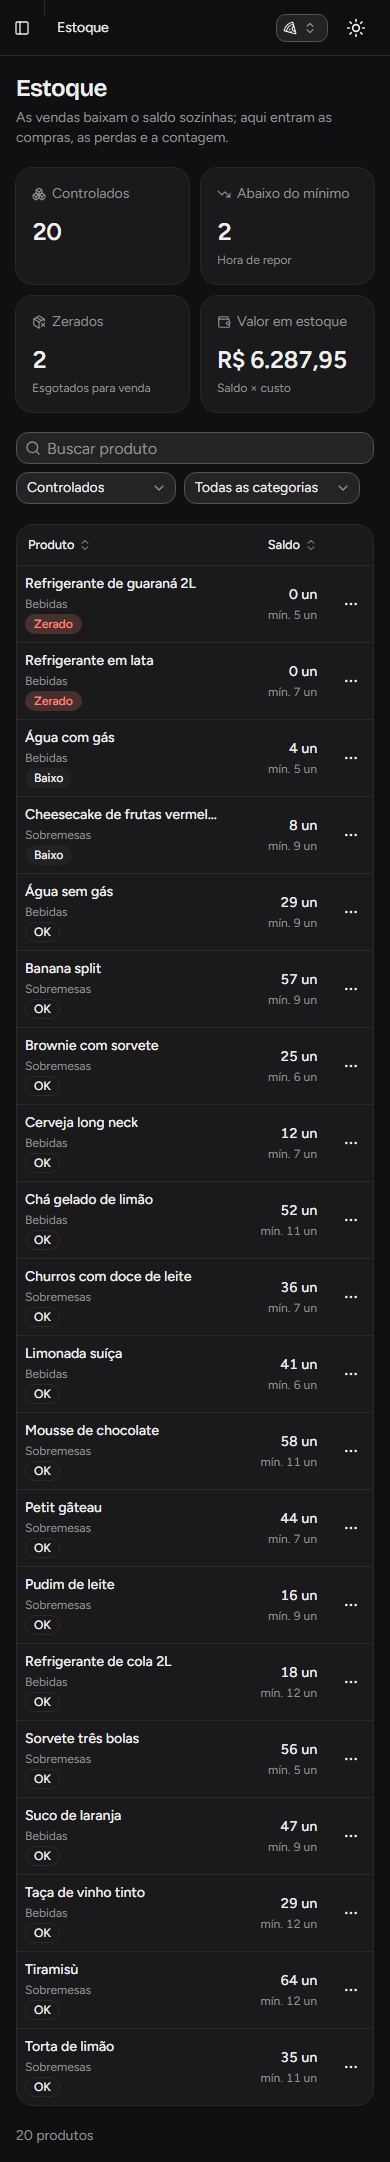 Estoque
Estoque
As vendas baixam o saldo sozinhas; aqui entram as
compras, as perdas e a contagem.
Controlados
20
Abaixo do mínimo
2
Hora de repor
Zerados
2
Esgotados para venda
Valor em estoque
R$ 6.287,95
Saldo × custo
Buscar produto
Controlados
Todas as categorias
Produto
Saldo
Refrigerante de guaraná 2L
Bebidas
Zerado
0 un
mín. 5 un
Refrigerante em lata
Bebidas
Zerado
0 un
mín. 7 un
Água com gás
Bebidas
Baixo
4 un
mín. 5 un
Cheesecake de frutas vermel...
Sobremesas
Baixo
8 un
mín. 9 un
Água sem gás
Bebidas
OK
29 un
mín. 9 un
Banana split
Sobremesas
OK
57 un
mín. 9 un
Brownie com sorvete
Sobremesas
OK
25 un
mín. 6 un
Cerveja long neck
Bebidas
OK
12 un
mín. 7 un
Chá gelado de limão
Bebidas
OK
52 un
mín. 11 un
Churros com doce de leite
Sobremesas
OK
36 un
mín. 7 un
Limonada suíça
Bebidas
OK
41 un
mín. 6 un
Mousse de chocolate
Sobremesas
OK
58 un
mín. 11 un
Petit gâteau
Sobremesas
OK
44 un
mín. 7 un
Pudim de leite
Sobremesas
OK
16 un
mín. 9 un
Refrigerante de cola 2L
Bebidas
OK
18 un
mín. 12 un
Sorvete três bolas
Sobremesas
OK
56 un
mín. 5 un
Suco de laranja
Bebidas
OK
47 un
mín. 9 un
Taça de vinho tinto
Bebidas
OK
29 un
mín. 12 un
Tiramisù
Sobremesas
OK
64 un
mín. 12 un
Torta de limão
Sobremesas
OK
35 un
mín. 11 un
20 produtos